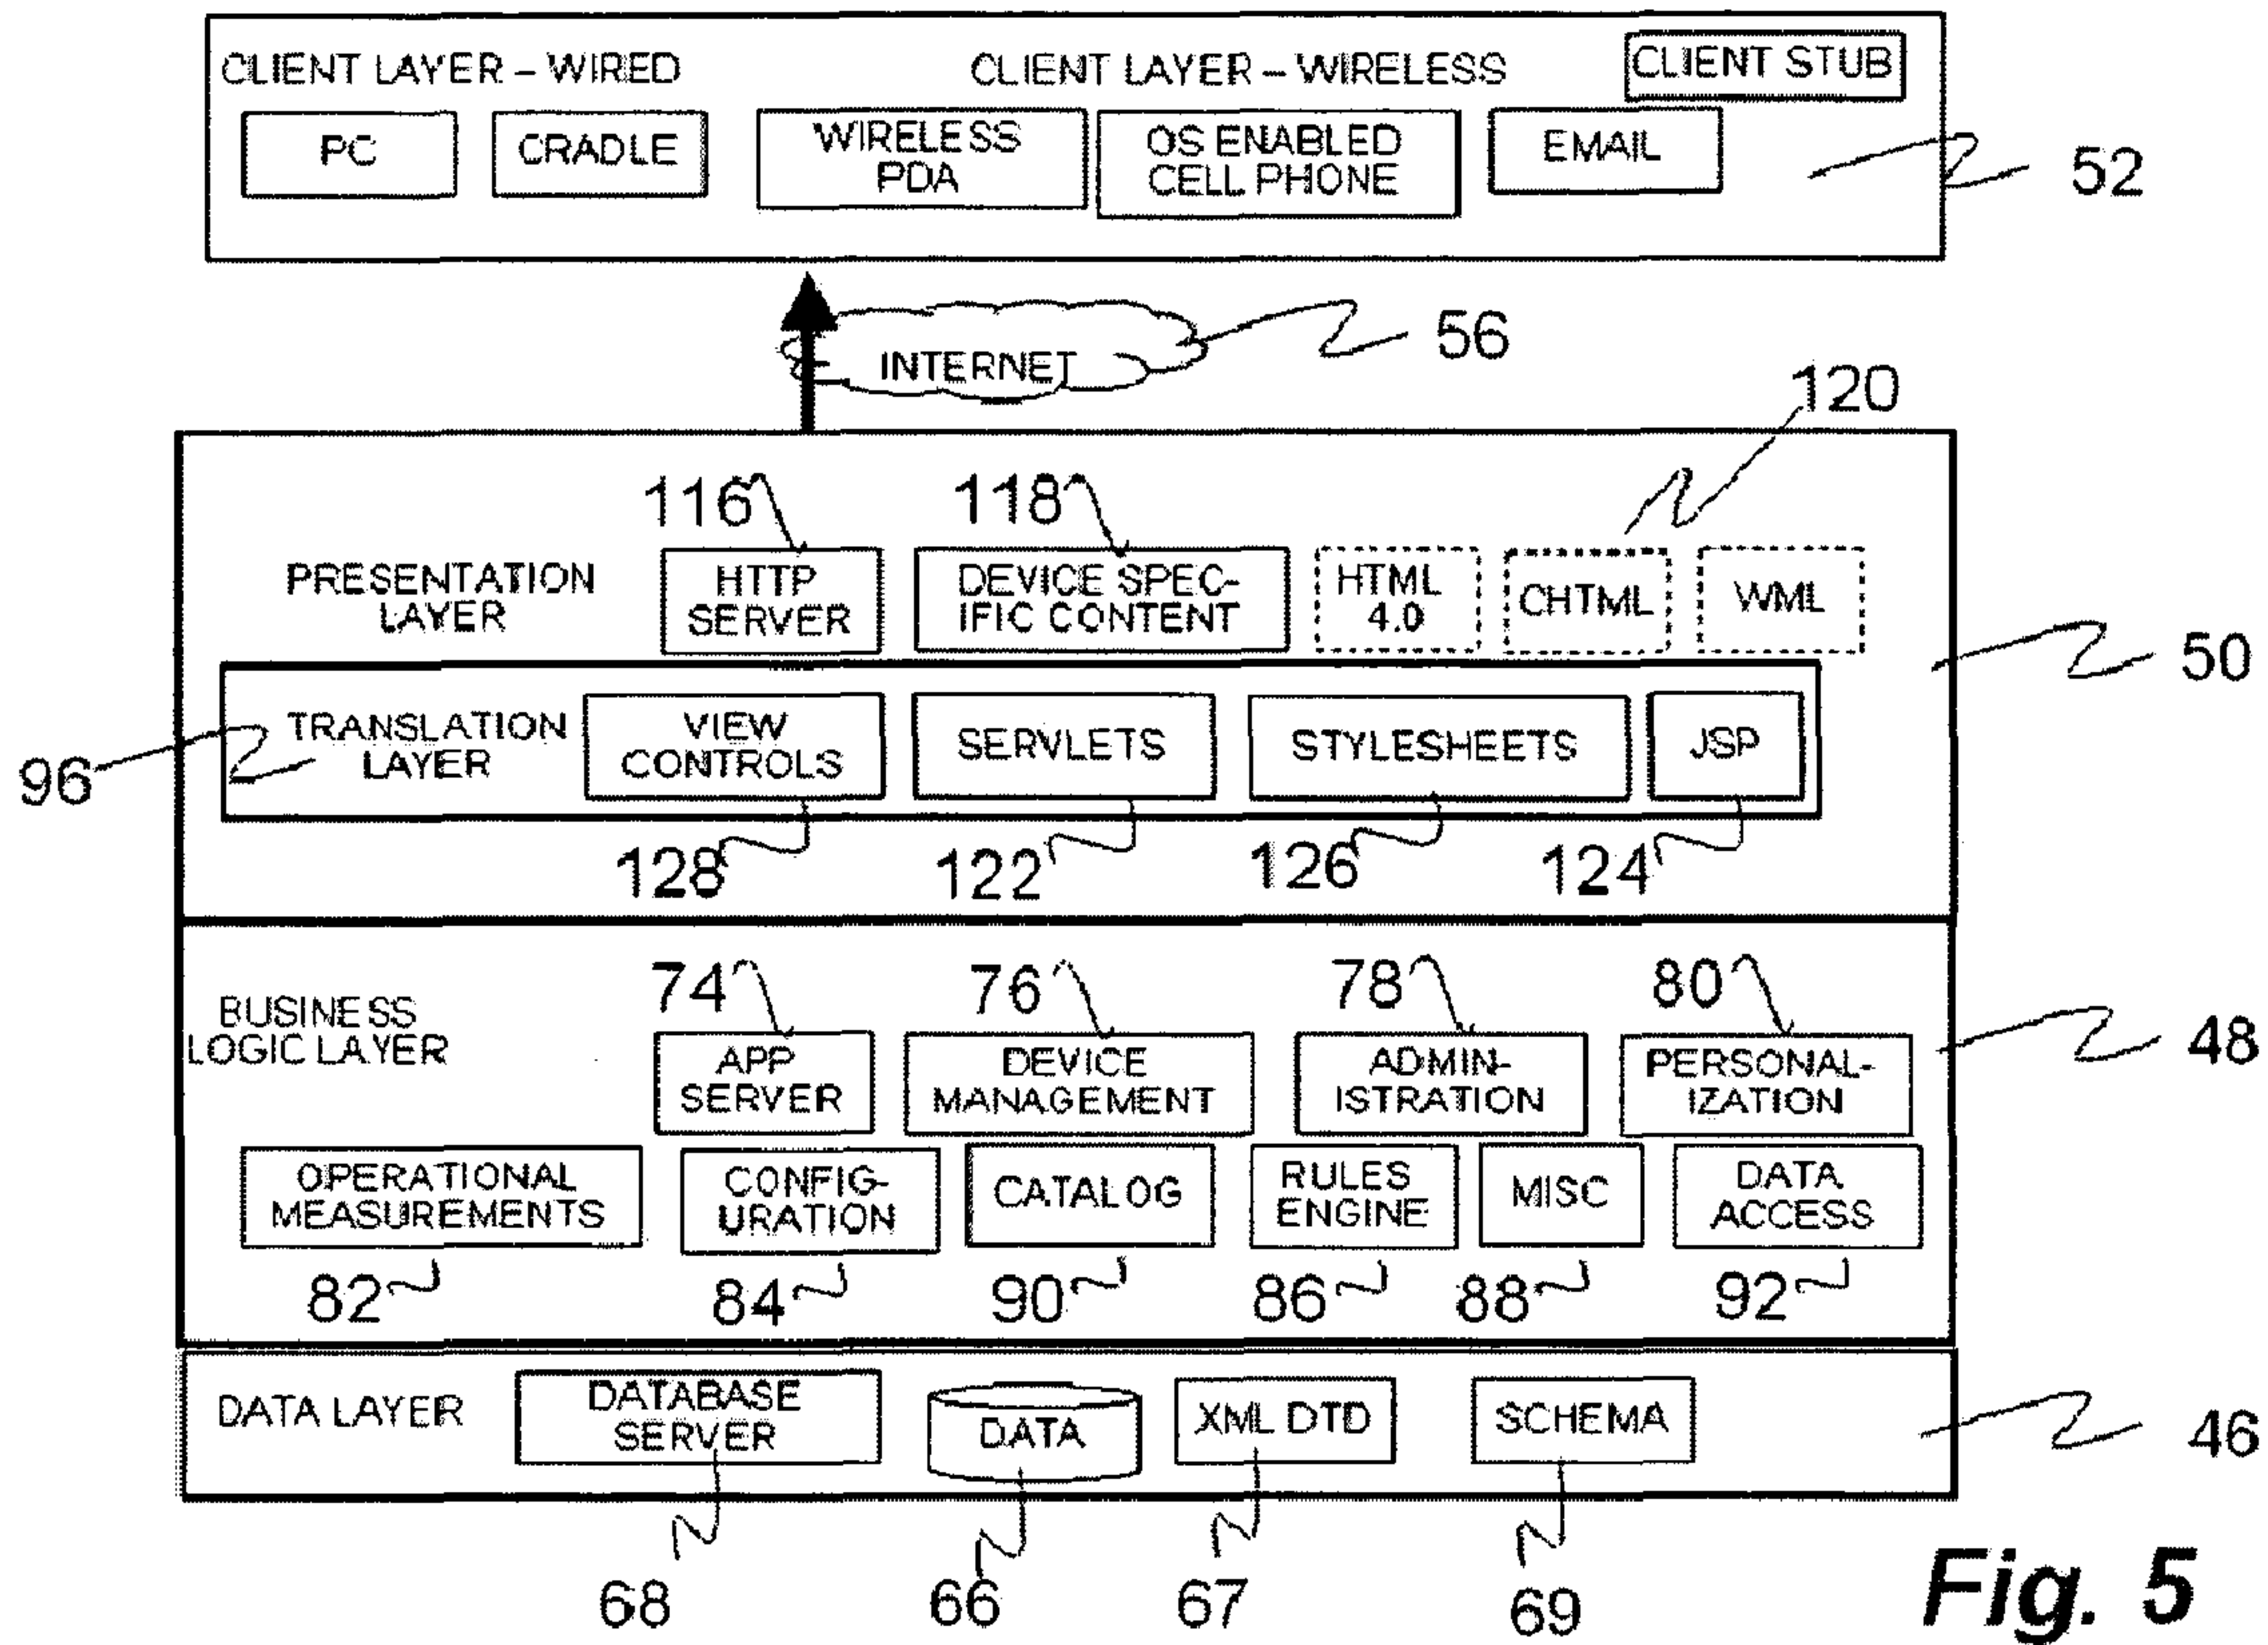 CLIENT LAYER – WIRED
CLIENT LAYER – WIRELESS
CLIENT STUB
PC
CRADLE
WIRELESS
PDA
OS ENABLED
CELL PHONE
EMAIL
52
INTERNET
56
120
116
118
PRESENTATION
LAYER
HTTP
SERVER
DEVICE SPEC-
IFIC CONTENT
HTML
4.0
CHTML
WML
50
96
TRANSLATION
LAYER
VIEW
CONTROLS
SERVLETS
STYLESHEETS
JSP
128
122
126
124
BUSINESS
LOGIC LAYER
74
76
78
80
48
APP
SERVER
DEVICE
MANAGEMENT
ADMIN-
ISTRATION
PERSONAL-
IZATION
OPERATIONAL
MEASUREMENTS
CONFIG-
URATION
CATALOG
RULES
ENGINE
MISC
DATA
ACCESS
82
84
90
86
88
92
DATA LAYER
DATABASE
SERVER
DATA
XML DTD
SCHEMA
46
68
66
67
69
Fig. 5